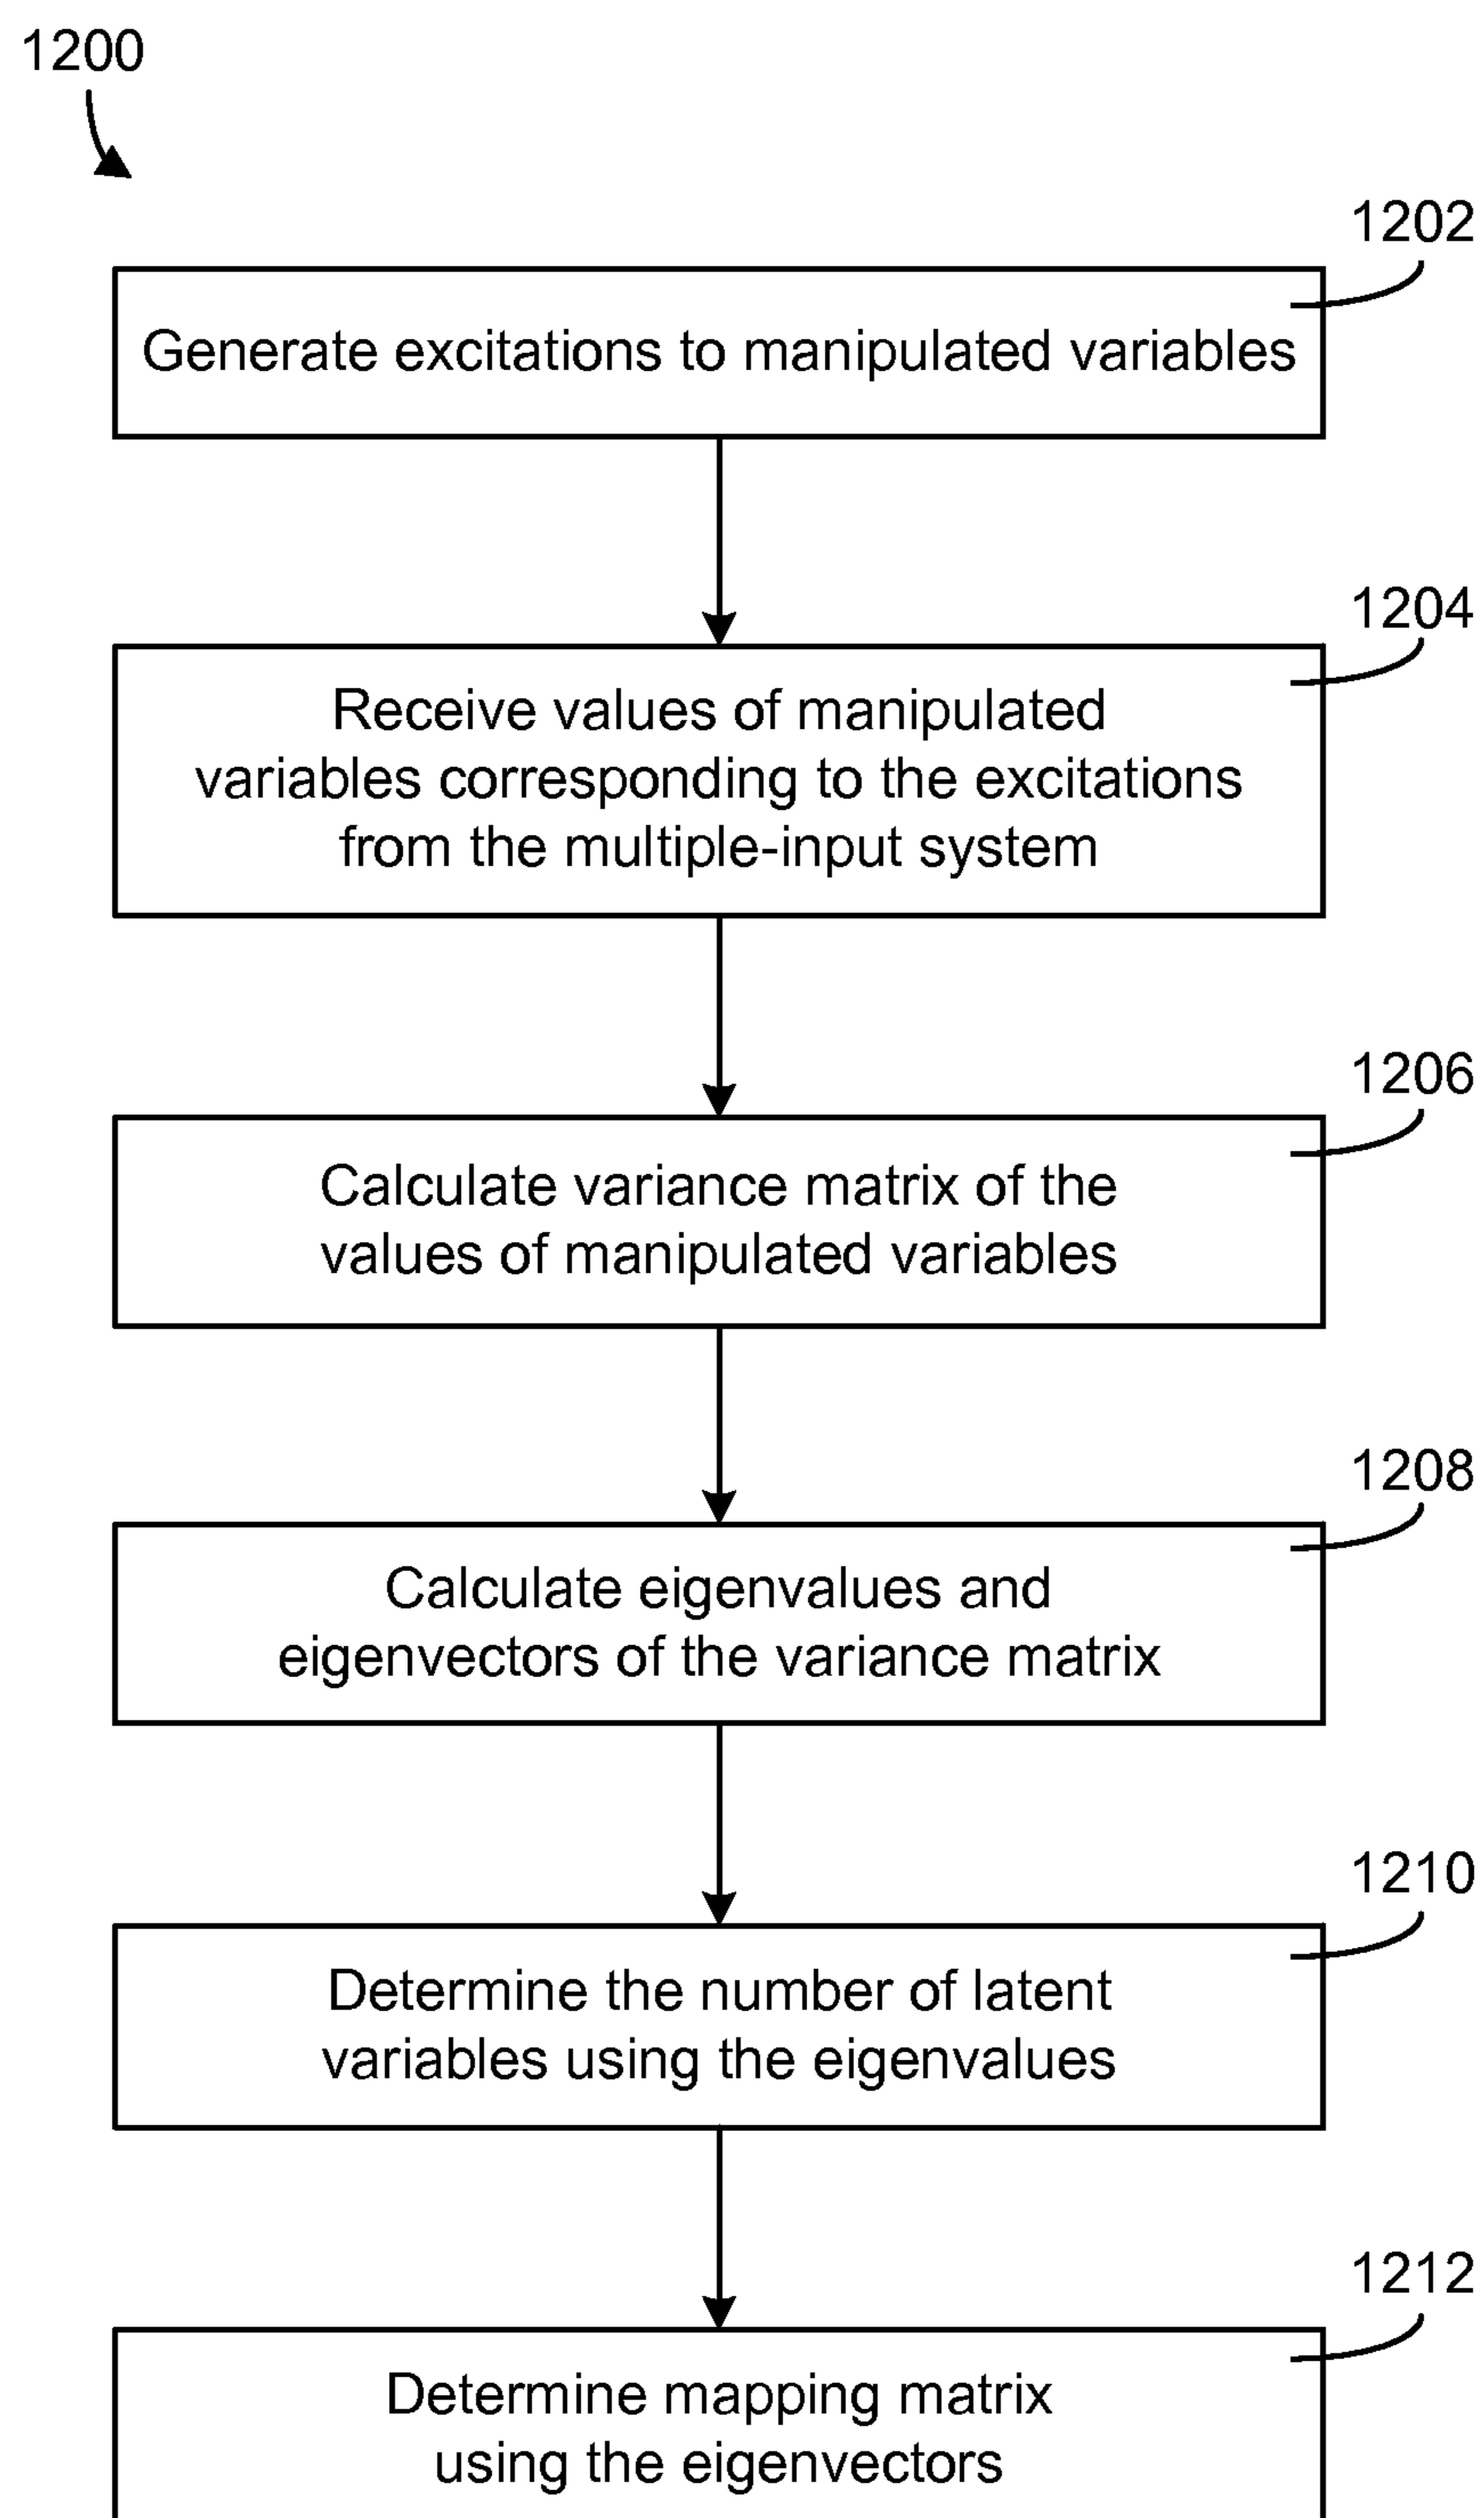 1200
1202
Generate excitations to manipulated variables
1204
Receive values of manipulated
variables corresponding to the excitations
from the multiple-input system
1206
Calculate variance matrix of the
values of manipulated variables
1208
Calculate eigenvalues and
eigenvectors of the variance matrix
1210
Determine the number of latent
variables using the eigenvalues
1212
Determine mapping matrix
using the eigenvectors